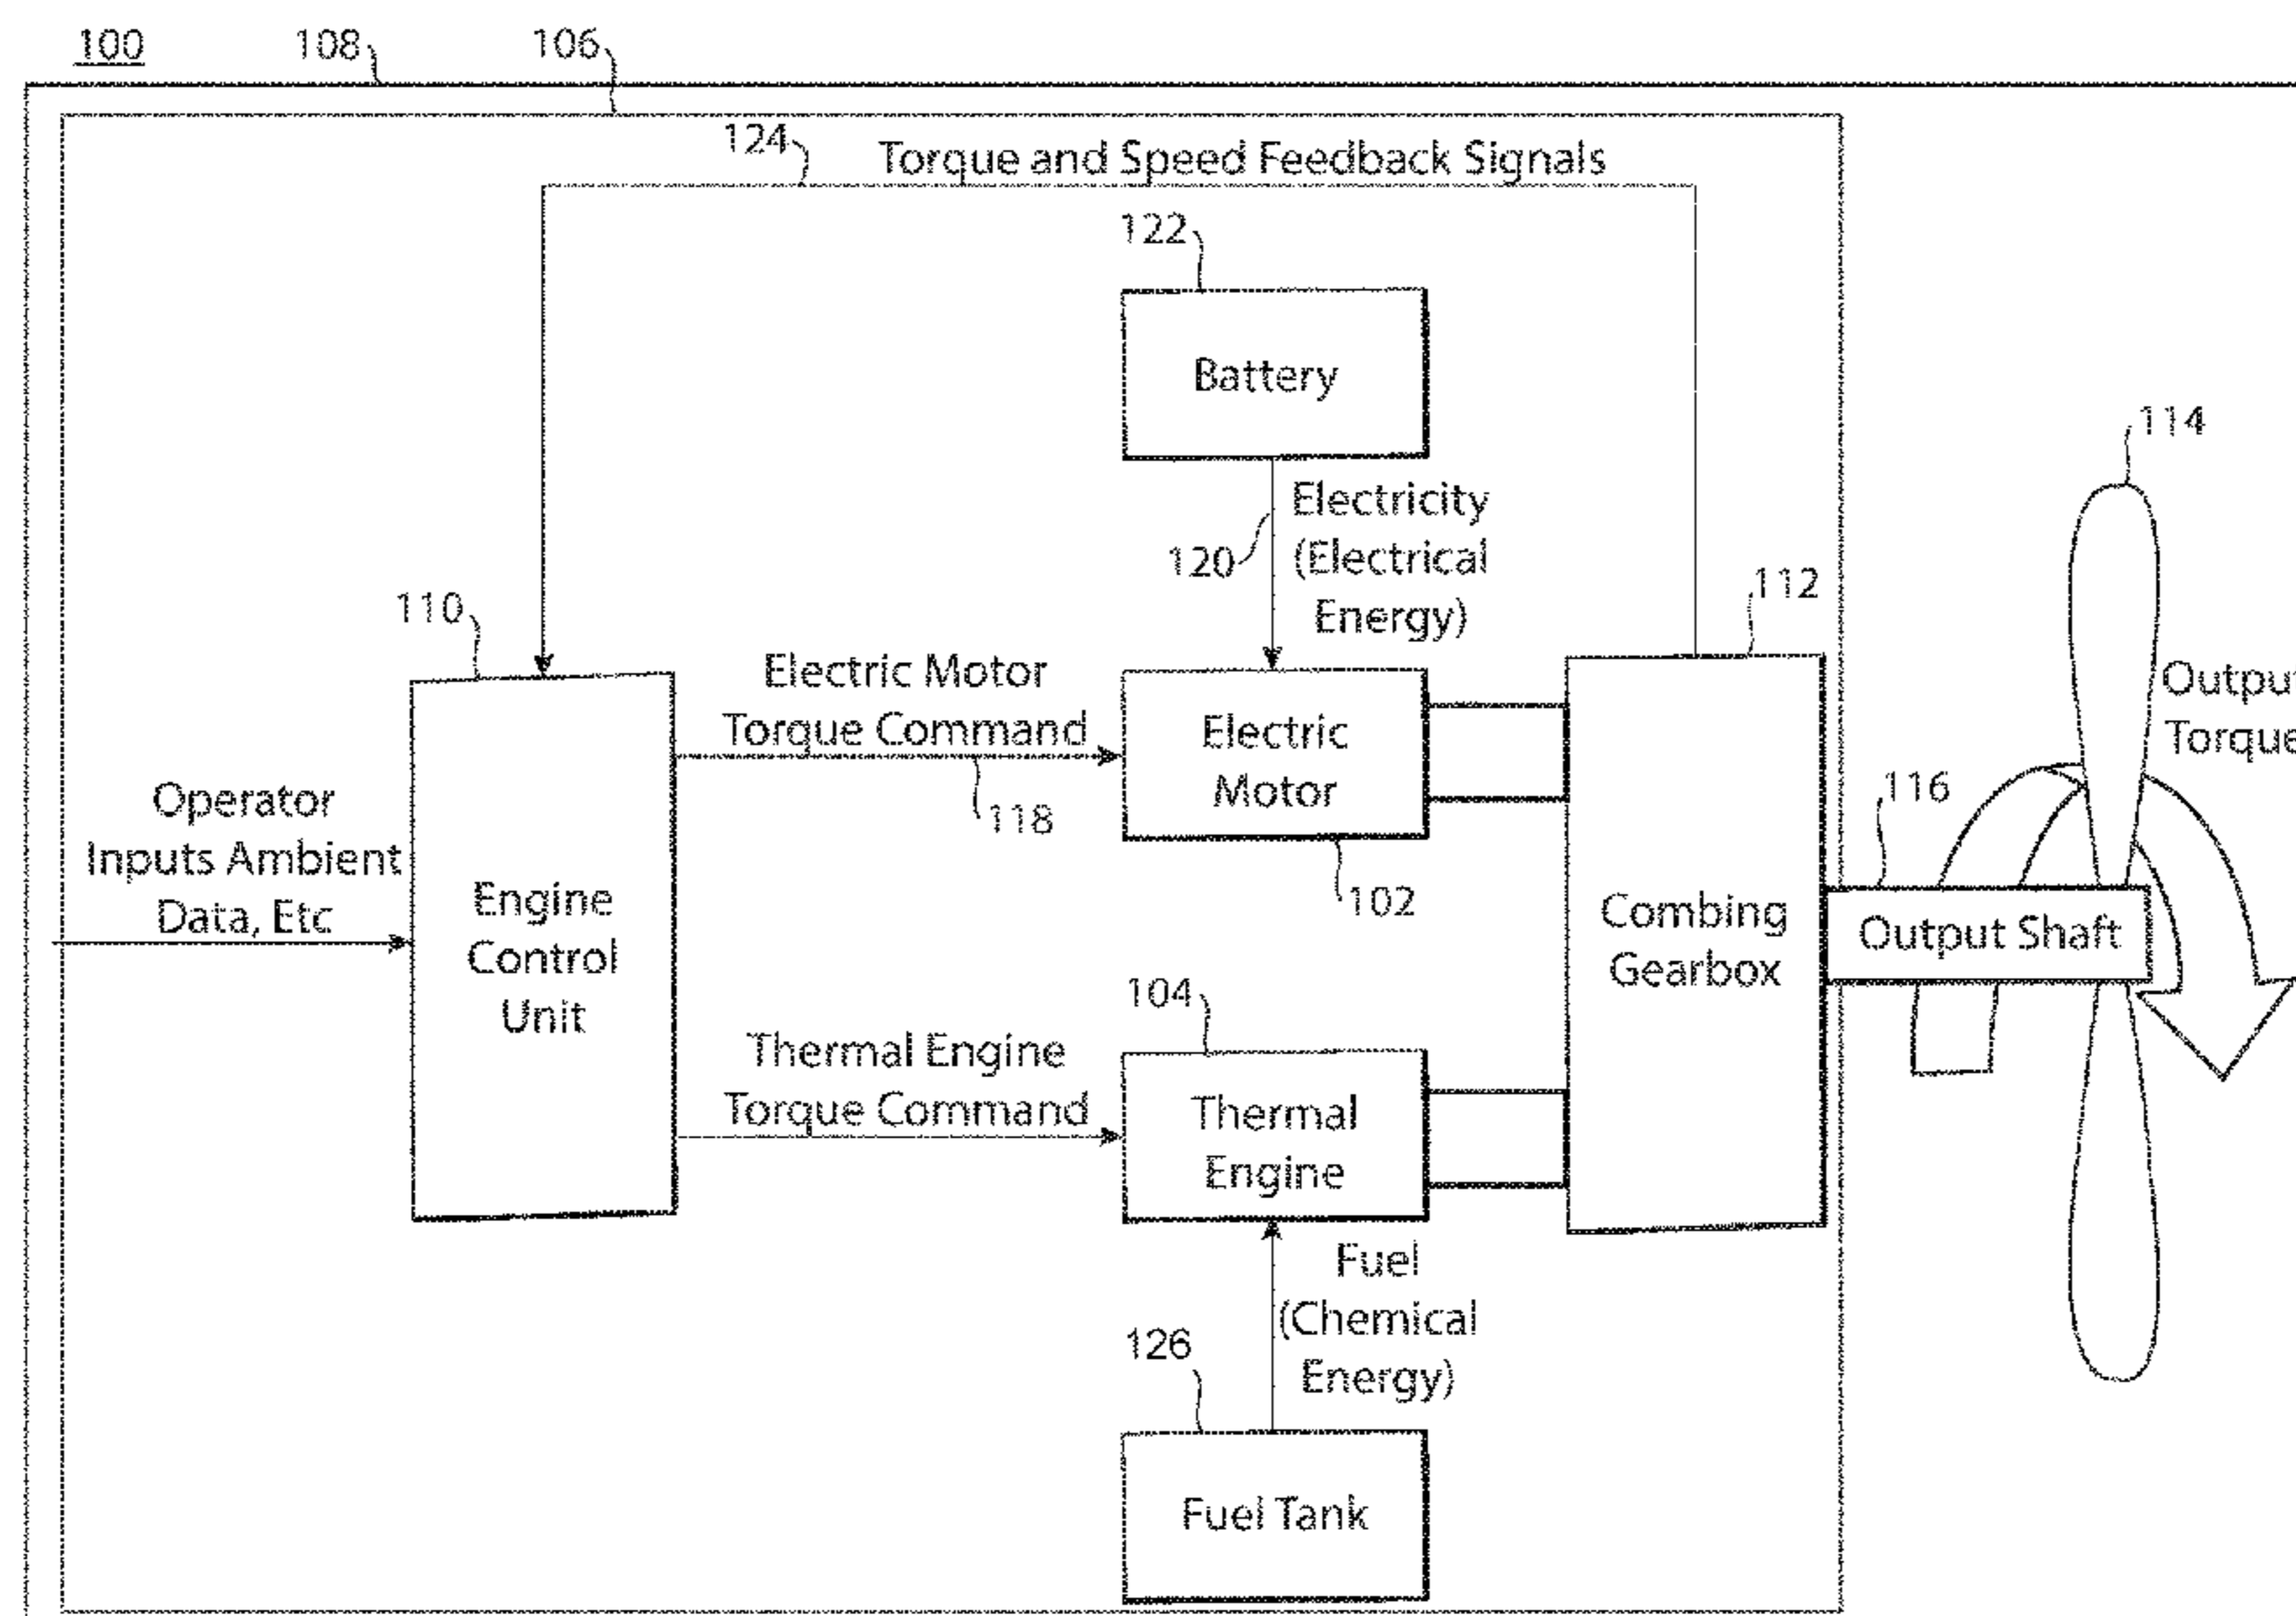 100
108
106
124
Torque and Speed Feedback Signals
122
Battery
114
Electricity
120
(Electrical
Energy)
112
110
Electric Motor
Torque Command
118
Electric
Motor
102
Output
Torque
116
Operator
Inputs Ambient
Data, Etc
Engine
Control
Unit
Combing
Gearbox
Output Shaft
104
Thermal Engine
Torque Command
Thermal
Engine
Fuel
(Chemical
Energy)
126
Fuel Tank